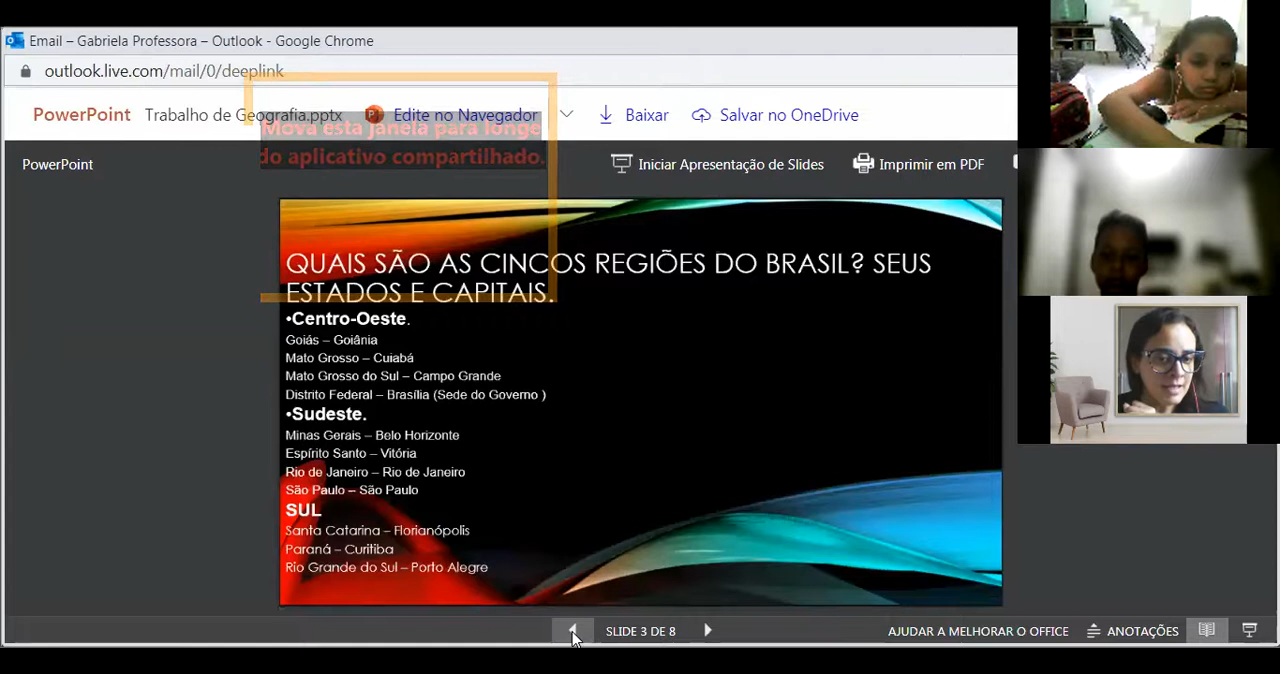 Email – Gabriela Professora – Outlook - Google Chrome
outlook.live.com/mail/0/deeplink
PowerPoint Trabalho de Geografia.pptx Edite no Navegador Baixar Salvar no OneDrive
Mova esta janela para longe
do aplicativo compartilhado.
PowerPoint Iniciar Apresentação de Slides Imprimir em PDF
QUAIS SÃO AS CINCOS REGIÕES DO BRASIL? SEUS
ESTADOS E CAPITAIS.
•Centro-Oeste.
Goiás – Goiânia
Mato Grosso – Cuiabá
Mato Grosso do Sul – Campo Grande
Distrito Federal – Brasília (Sede do Governo )
•Sudeste.
Minas Gerais – Belo Horizonte
Espírito Santo – Vitória
Rio de Janeiro – Rio de Janeiro
São Paulo – São Paulo
SUL
Santa Catarina – Florianópolis
Paraná – Curitiba
Rio Grande do Sul – Porto Alegre
SLIDE 3 DE 8 AJUDAR A MELHORAR O OFFICE ANOTAÇÕES